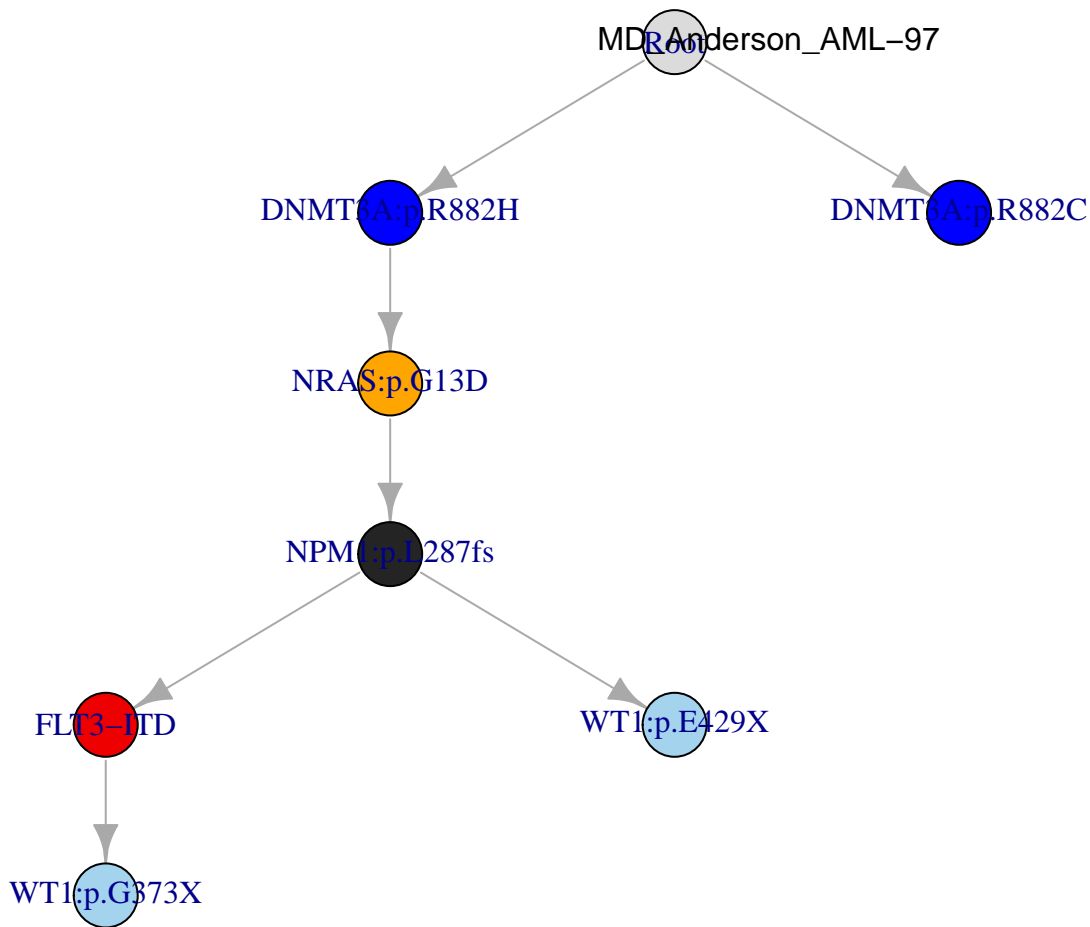 MD_Anderson_AML−97
Root
DNMT3A:p.R882H
DNMT3A:p.R882C
NRAS:p.G13D
NPM1:p.L287fs
FLT3−ITD
WT1:p.E429X
WT1:p.G373X